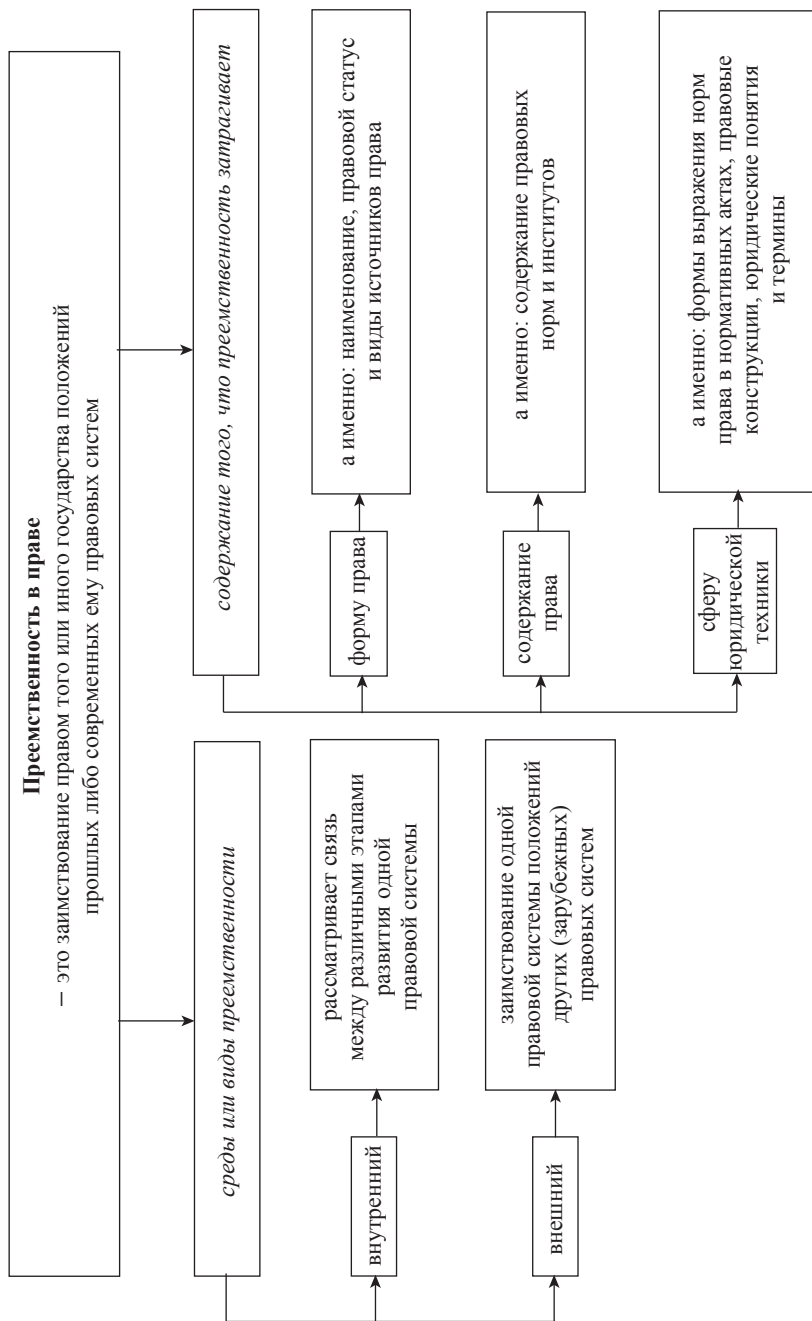 Преемственность в праве
– это заимствование правом того или иного государства положений
прошлых либо современных ему правовых систем
среды или виды преемственности
внутренний
рассматривает связь
между различными этапами
развития одной
правовой системы
внешний
заимствование одной
правовой системы положений
других (зарубежных)
правовых систем
содержание того, что преемственность затрагивает
форму права
а именно: наименование, правовой статус
и виды источников права
содержание
права
а именно: содержание правовых
норм и институтов
сферу
юридической
техники
а именно: формы выражения норм
права в нормативных актах, правовые
конструкции, юридические понятия
и термины